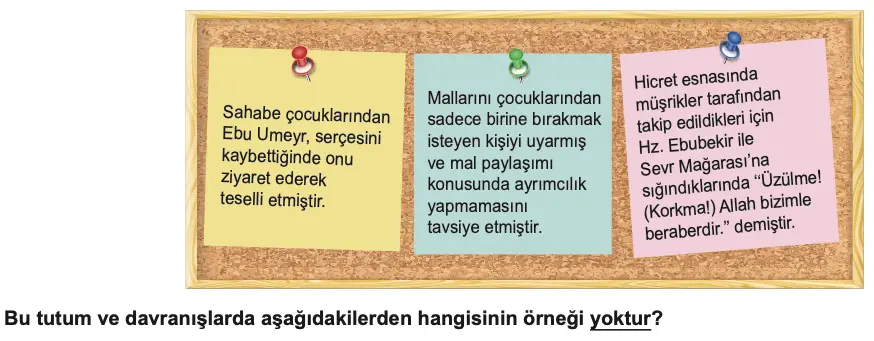 Sahabe çocuklarından
Ebu Umeyr, serçesini
kaybettiğinde onu
ziyaret ederek
teselli etmiştir.
Mallarını çocuklarından
sadece birine bırakmak
isteyen kişiyi uyarmış
ve mal paylaşımı
konusunda ayrımcılık
yapmamasını
tavsiye etmiştir.
Hicret esnasında
müşrikler tarafından
takip edildikleri için
Hz. Ebubekir ile
Sevr Mağarası’na
sığındıklarında “Üzülme!
(Korkma!) Allah bizimle
beraberdir.” demiştir.
Bu tutum ve davranışlarda aşağıdakilerden hangisinin örneği yoktur?